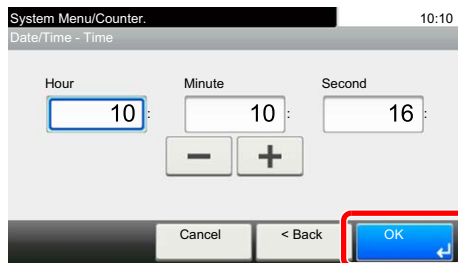 System Menu/Counter. 10:10
Date/Time - Time
Hour Minute Second
10 : 10 : 16 :
− +
Cancel < Back OK